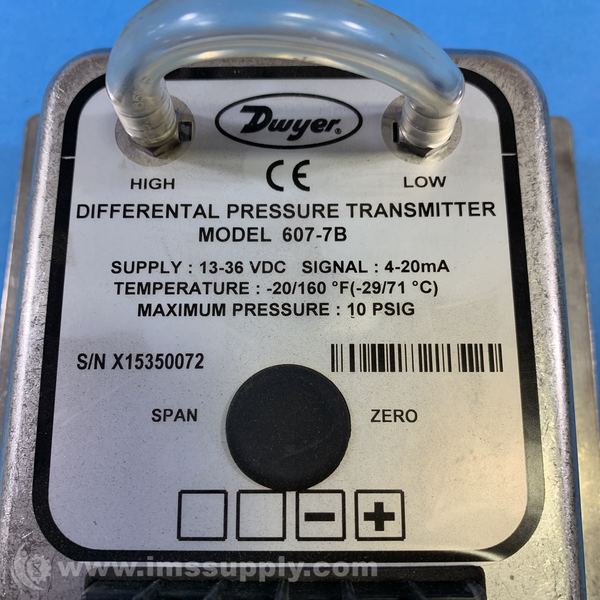 Dwyer®
CE
HIGH LOW
DIFFERENTAL PRESSURE TRANSMITTER
MODEL 607-7B
SUPPLY : 13-36 VDC SIGNAL : 4-20mA
TEMPERATURE : -20/160 °F(-29/71 °C)
MAXIMUM PRESSURE : 10 PSIG
S/N X15350072
SPAN ZERO
- +
www.imssupply.com